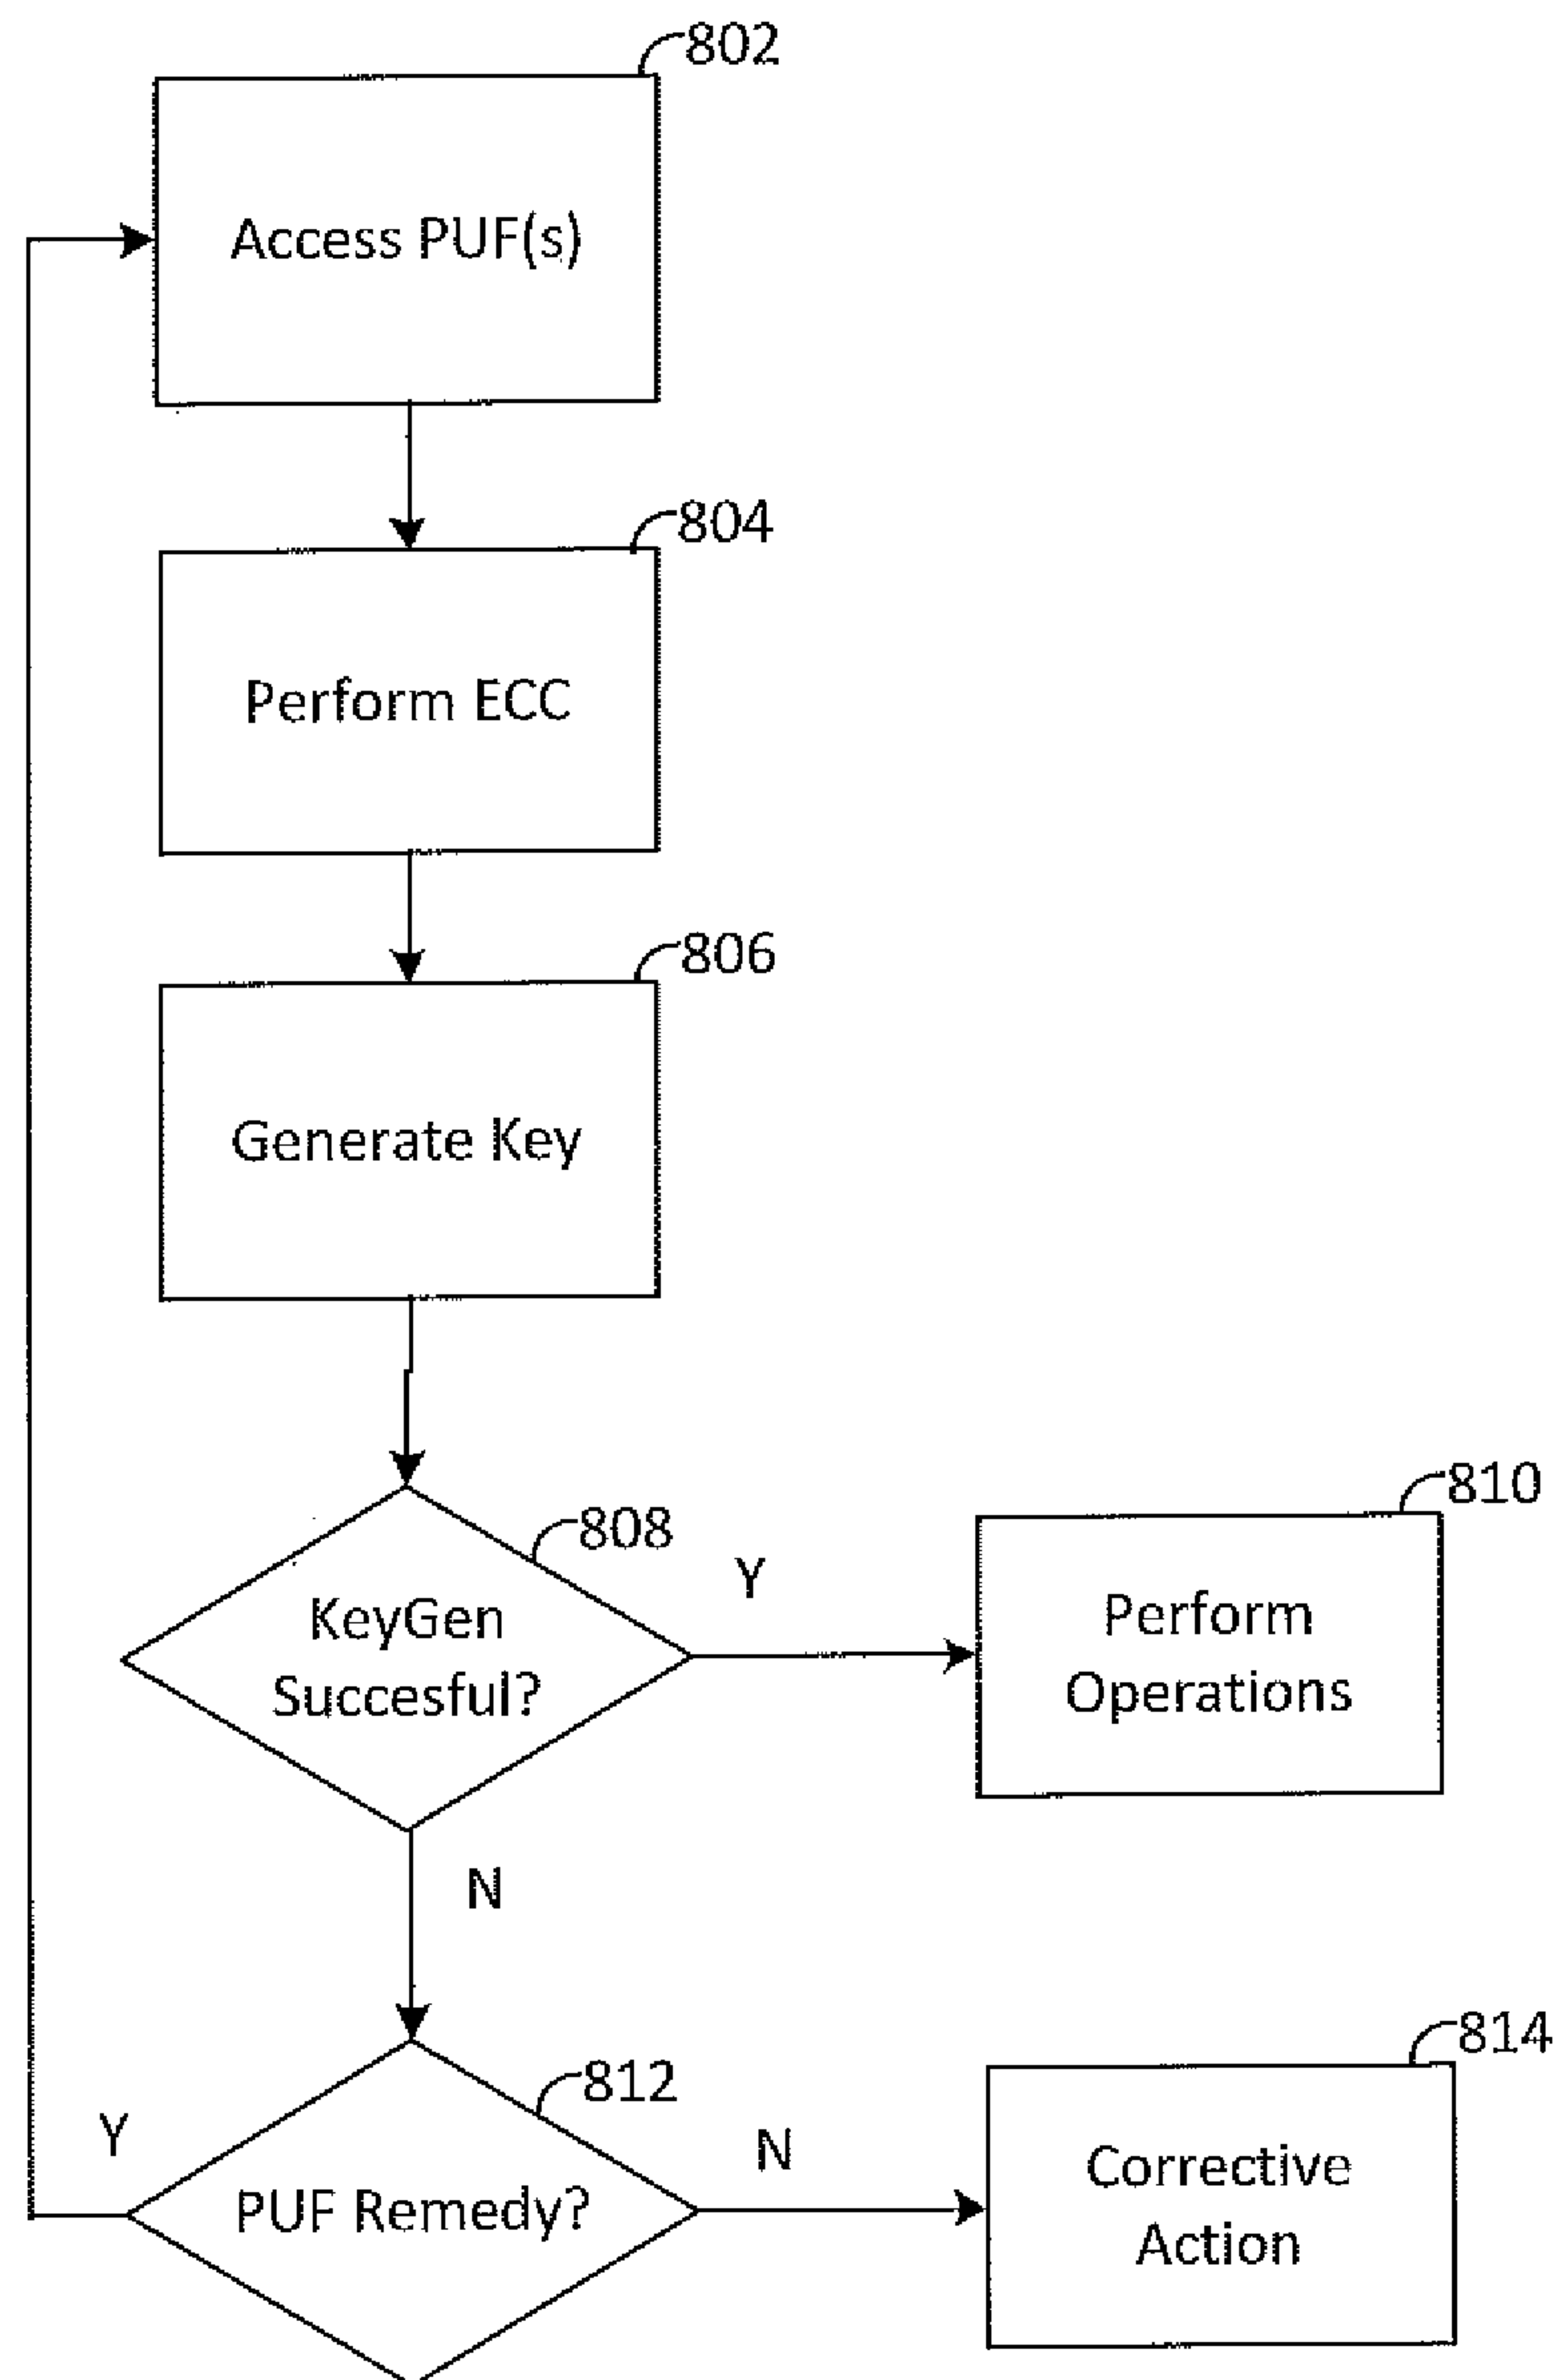 802
Access PUF(s)
804
Perform ECC
806
Generate Key
808
KeyGen
Succesful?
Y
810
Perform
Operations
N
812
PUF Remedy?
Y
N
814
Corrective
Action